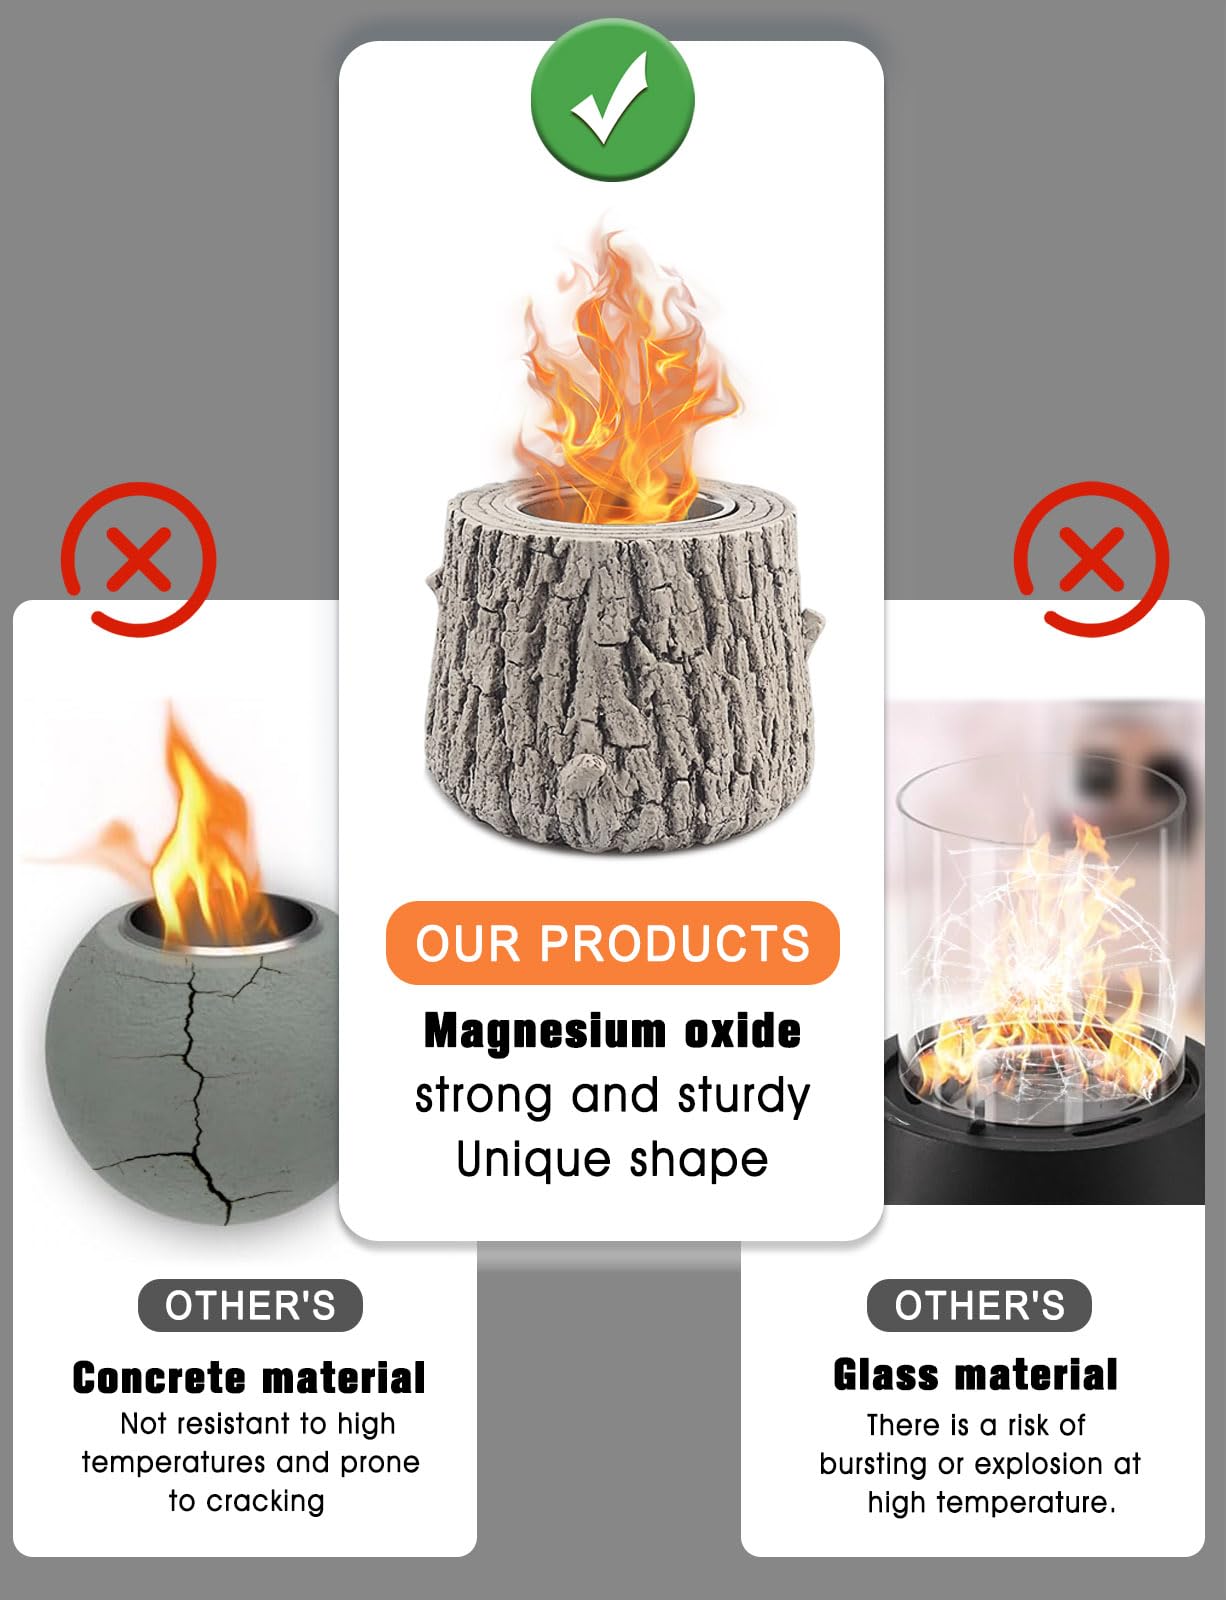 OUR PRODUCTS
Magnesium oxide
strong and sturdy
Unique shape
OTHER'S
Concrete material
Not resistant to high
temperatures and prone
to cracking
OTHER'S
Glass material
There is a risk of
bursting or explosion at
high temperature.